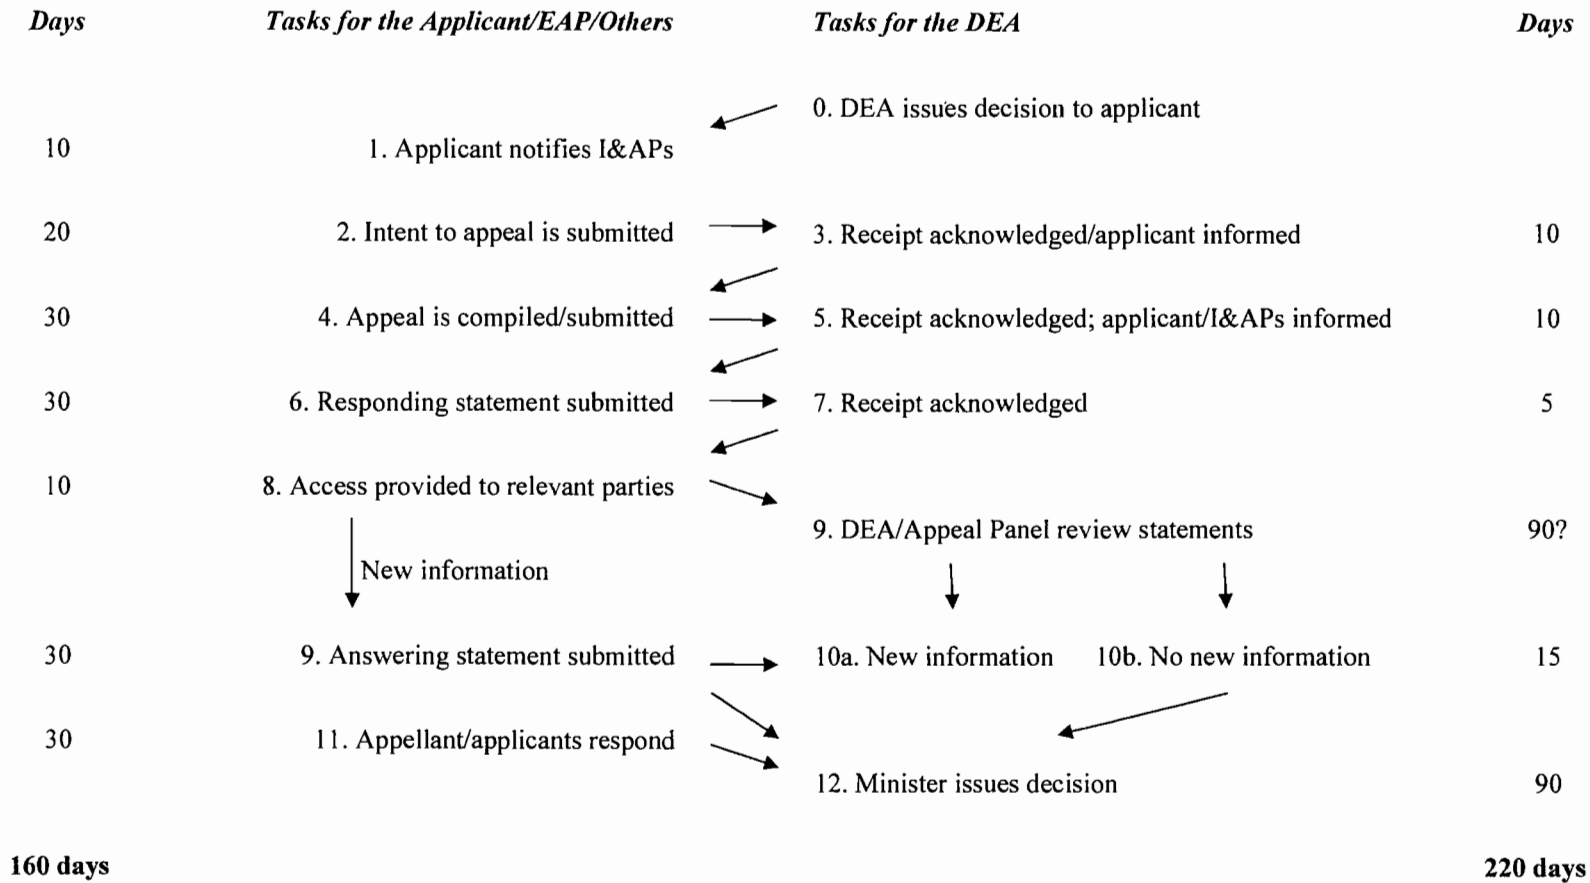 Days Tasks for the Applicant/EAP/Others Tasks for the DEA Days
0. DEA issues decision to applicant
10 1. Applicant notifies I&APs
20 2. Intent to appeal is submitted 3. Receipt acknowledged/applicant informed 10
30 4. Appeal is compiled/submitted 5. Receipt acknowledged; applicant/I&APs informed 10
30 6. Responding statement submitted 7. Receipt acknowledged 5
10 8. Access provided to relevant parties
9. DEA/Appeal Panel review statements 90?
New information
30 9. Answering statement submitted 10a. New information 10b. No new information 15
30 11. Appellant/applicants respond
12. Minister issues decision 90
160 days 220 days